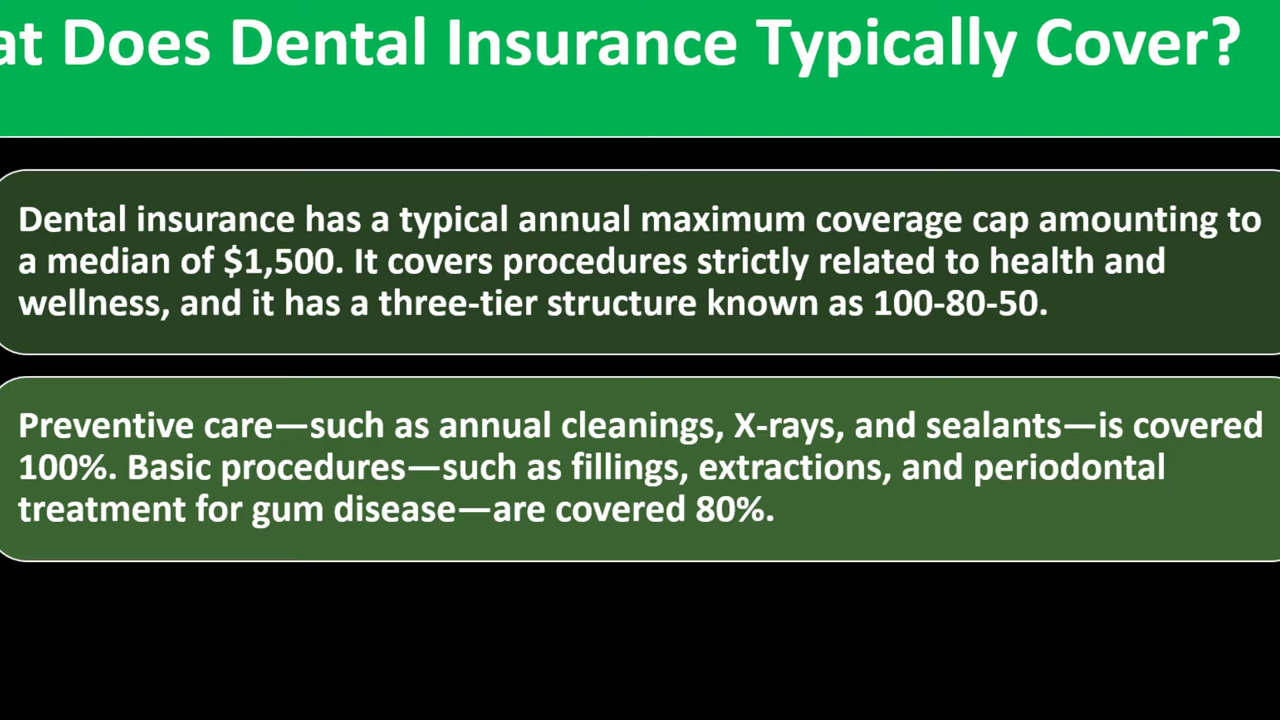 at Does Dental Insurance Typically Cover?
Dental insurance has a typical annual maximum coverage cap amounting to
a median of $1,500. It covers procedures strictly related to health and
wellness, and it has a three-tier structure known as 100-80-50.
Preventive care—such as annual cleanings, X-rays, and sealants—is covered
100%. Basic procedures—such as fillings, extractions, and periodontal
treatment for gum disease—are covered 80%.